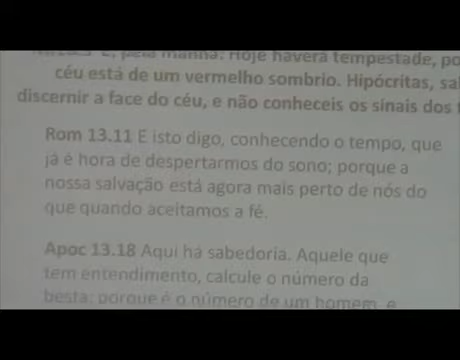 pela manhã: Hoje haverá tempestade, po
céu está de um vermelho sombrio. Hipócritas, sa
discernir a face do céu, e não conheceis os sinais dos
Rom 13.11 E isto digo, conhecendo o tempo, que
já é hora de despertarmos do sono; porque a
nossa salvação está agora mais perto de nós do
que quando aceitamos a fé.
Apoc 13.18 Aqui há sabedoria. Aquele que
tem entendimento, calcule o número da
besta; porque é o número de um homem, e